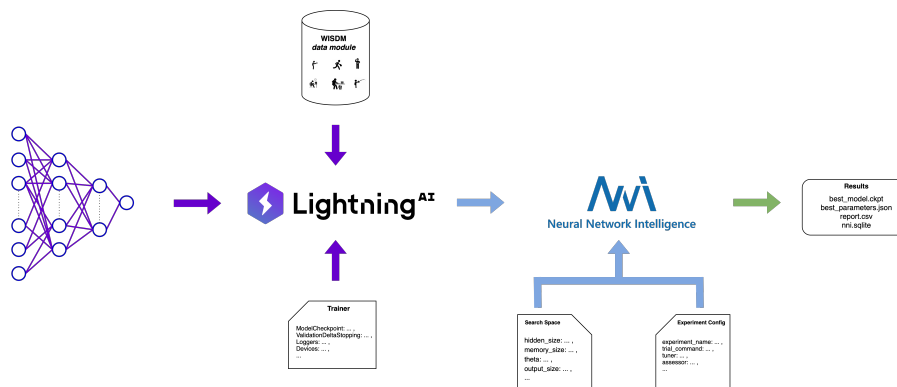 WISDM
data module
Lightning AI
NNI
Neural Network Intelligence
Results
best_model.ckpt
best_parameters.json
report.csv
nni.sqlite
Trainer
ModelCheckpoint: ... ,
ValidationDeltaStopping: ... ,
Loggers: ... ,
Devices: ... ,
...
Search Space
hidden_size: ... ,
memory_size: ... ,
theta: ... ,
output_size: ... ,
...
Experiment Config
experiment_name: ... ,
trial_command: ... ,
tuner: ... ,
assessor: ... ,
...